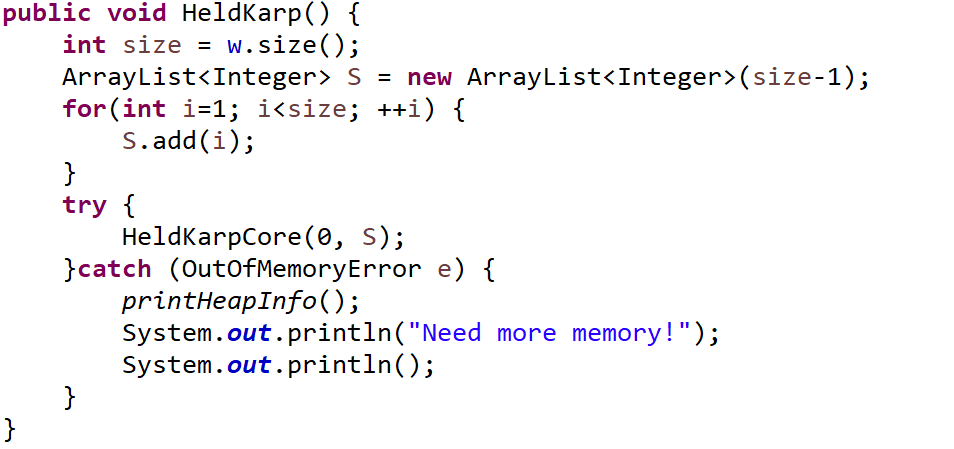 public void HeldKarp() {
    int size = w.size();
    ArrayList<Integer> S = new ArrayList<Integer>(size-1);
    for(int i=1; i<size; ++i) {
        S.add(i);
    }
    try {
        HeldKarpCore(0, S);
    }catch (OutOfMemoryError e) {
        printHeapInfo();
        System.out.println("Need more memory!");
        System.out.println();
    }
}